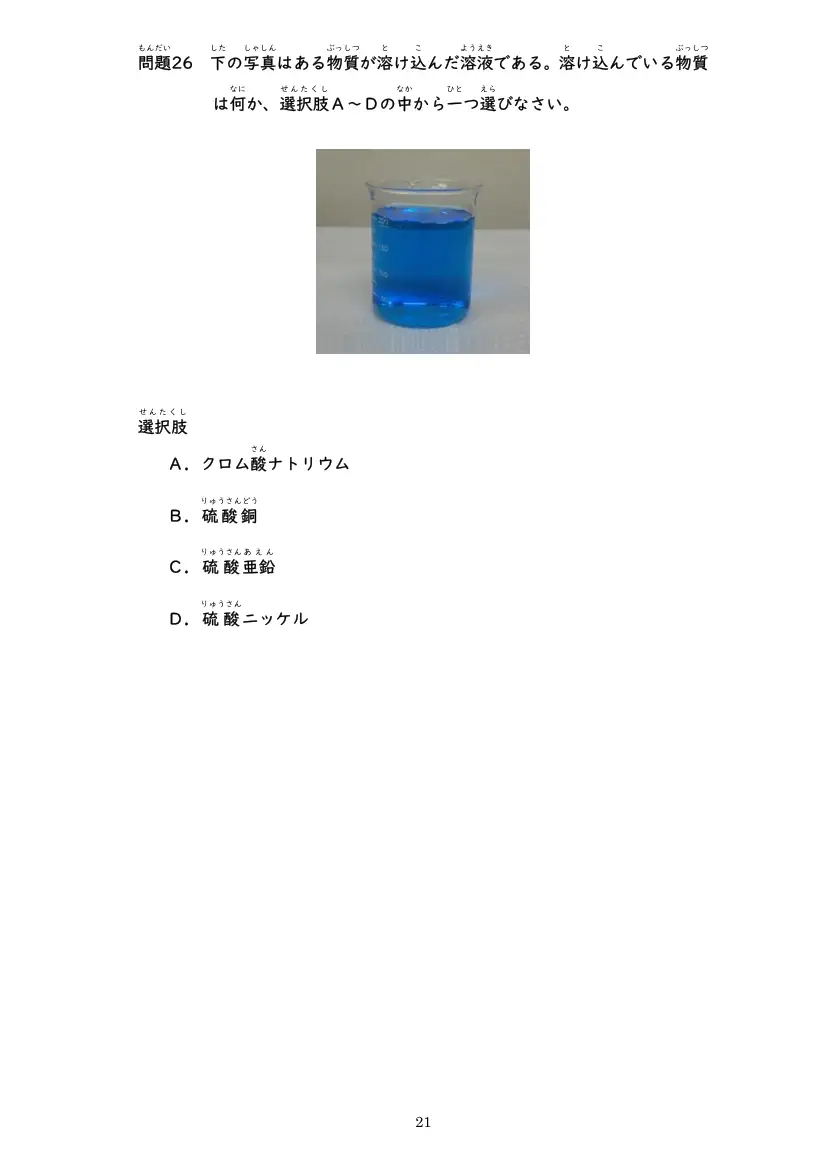 もんだい した しゃしん ぶっしつ と こ ようえき と こ ぶっしつ
問題26 下の写真はある物質が溶け込んだ溶液である。溶け込んでいる物質
なに せんたくし なか ひと えら
は何か、選択肢A～Dの中から一つ選びなさい。
せんたくし
選択肢
さん
A．クロム酸ナトリウム
りゅうさんどう
B．硫酸銅
りゅうさんあえん
C．硫酸亜鉛
りゅうさん
D．硫酸ニッケル
21